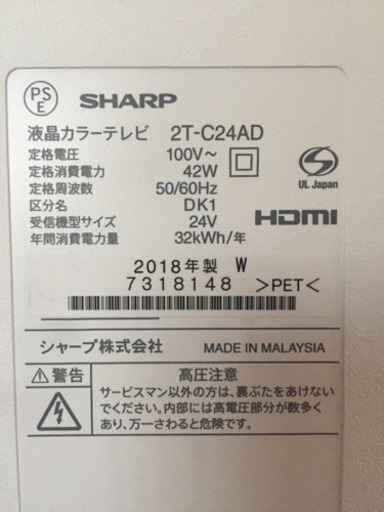 PS
E
SHARP
液晶カラーテレビ 2T-C24AD
定格電圧 100V～
定格消費電力 42W
定格周波数 50/60Hz
区分名 DK1
受信機型サイズ 24V
年間消費電力量 32kWh/年
UL Japan
HDMI
2018年製 W
7318148 >PET<
シャープ株式会社 MADE IN MALAYSIA
警告 高圧注意
サービスマン以外の方は、裏ぶたをあけない
でください。内部には高電圧部分が数多く
あり、万一さわると危険です。